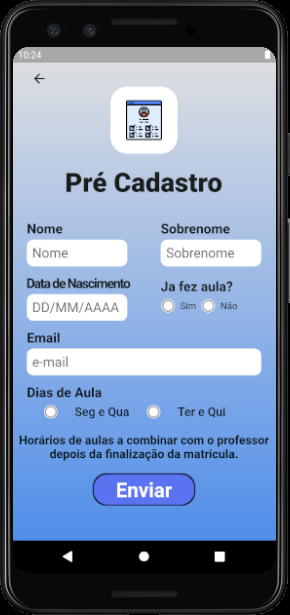 10:24
Pré Cadastro
Nome Sobrenome
Nome Sobrenome
Data de Nascimento Ja fez aula?
DD/MM/AAAA Sim Não
Email
e-mail
Dias de Aula
Seg e Qua Ter e Qui
Horários de aulas a combinar com o professor
depois da finalização da matricula.
Enviar